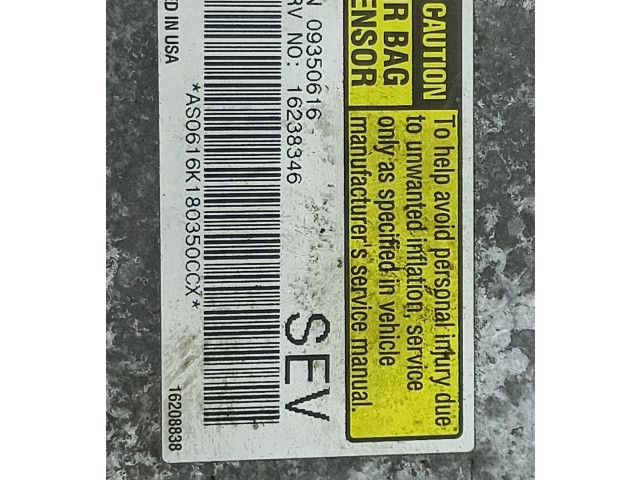 CAUTION
R BAG
ENSOR
To help avoid personal injury due
to unwanted inflation, service
only as specified in vehicle
manufacturer's service manual.
N 09350616
RV NO: 16238346
SEV
*AS0616K180350CCX*
ED IN USA
16208838